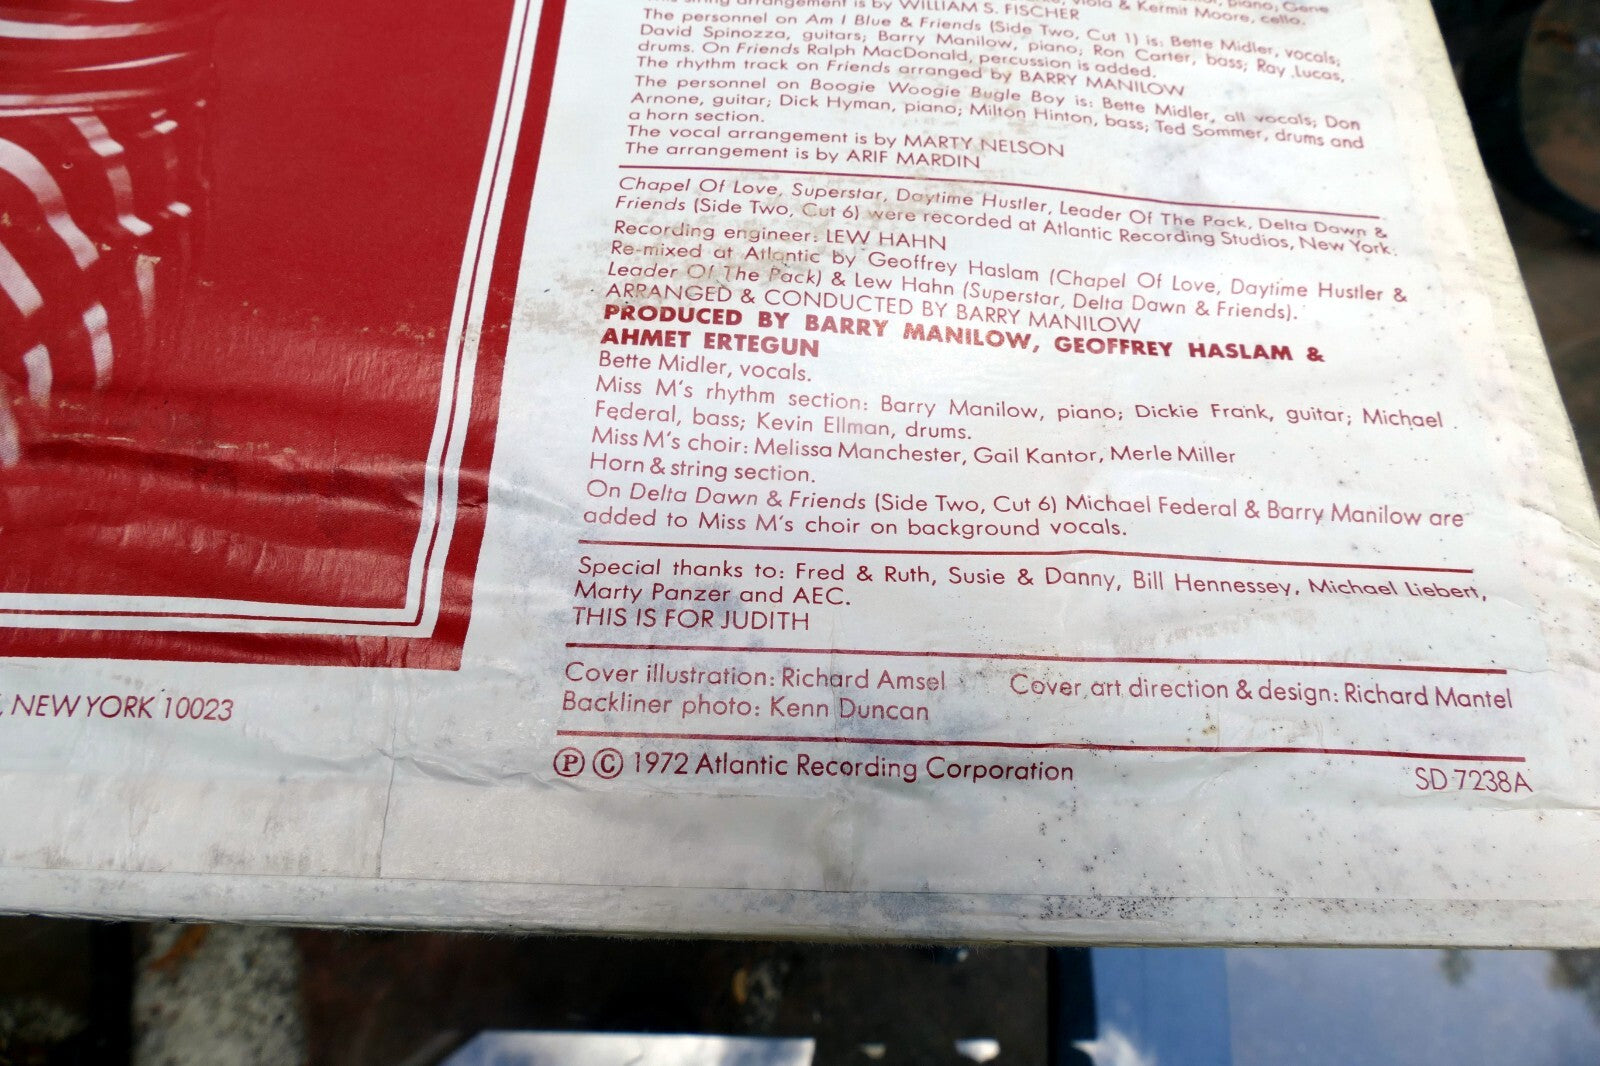 piano; Gene
viola & Kermit Moore, cello.
string arrangement is by WILLIAM S. FISCHER
The personnel on Am I Blue & Friends (Side Two, Cut 1) is: Bette Midler, vocals;
David Spinozza, guitars; Barry Manilow, piano; Ron Carter, bass; Ray Lucas,
drums. On Friends Ralph MacDonald, percussion is added.
The rhythm track on Friends arranged by BARRY MANILOW
The personnel on Boogie Woogie Bugle Boy is: Bette Midler, all vocals; Don
Arnone, guitar; Dick Hyman, piano; Milton Hinton, bass; Ted Sommer, drums and
a horn section.
The vocal arrangement is by MARTY NELSON
The arrangement is by ARIF MARDIN
Chapel Of Love, Superstar, Daytime Hustler, Leader Of The Pack, Delta Dawn &
Friends (Side Two, Cut 6) were recorded at Atlantic Recording Studios, New York.
Recording engineer: LEW HAHN
Re-mixed at Atlantic by Geoffrey Haslam (Chapel Of Love, Daytime Hustler &
Leader Of The Pack) & Lew Hahn (Superstar, Delta Dawn & Friends).
ARRANGED & CONDUCTED BY BARRY MANILOW
PRODUCED BY BARRY MANILOW, GEOFFREY HASLAM &
AHMET ERTEGUN
Bette Midler, vocals.
Miss M's rhythm section: Barry Manilow, piano; Dickie Frank, guitar; Michael
Federal, bass; Kevin Ellman, drums.
Miss M's choir: Melissa Manchester, Gail Kantor, Merle Miller
Horn & string section.
On Delta Dawn & Friends (Side Two, Cut 6) Michael Federal & Barry Manilow are
added to Miss M's choir on background vocals.
Special thanks to: Fred & Ruth, Susie & Danny, Bill Hennessey, Michael Liebert,
Marty Panzer and AEC.
THIS IS FOR JUDITH
Cover illustration: Richard Amsel Cover art direction & design: Richard Mantel
Backliner photo: Kenn Duncan
Ⓟ © 1972 Atlantic Recording Corporation SD 7238A
, NEW YORK 10023